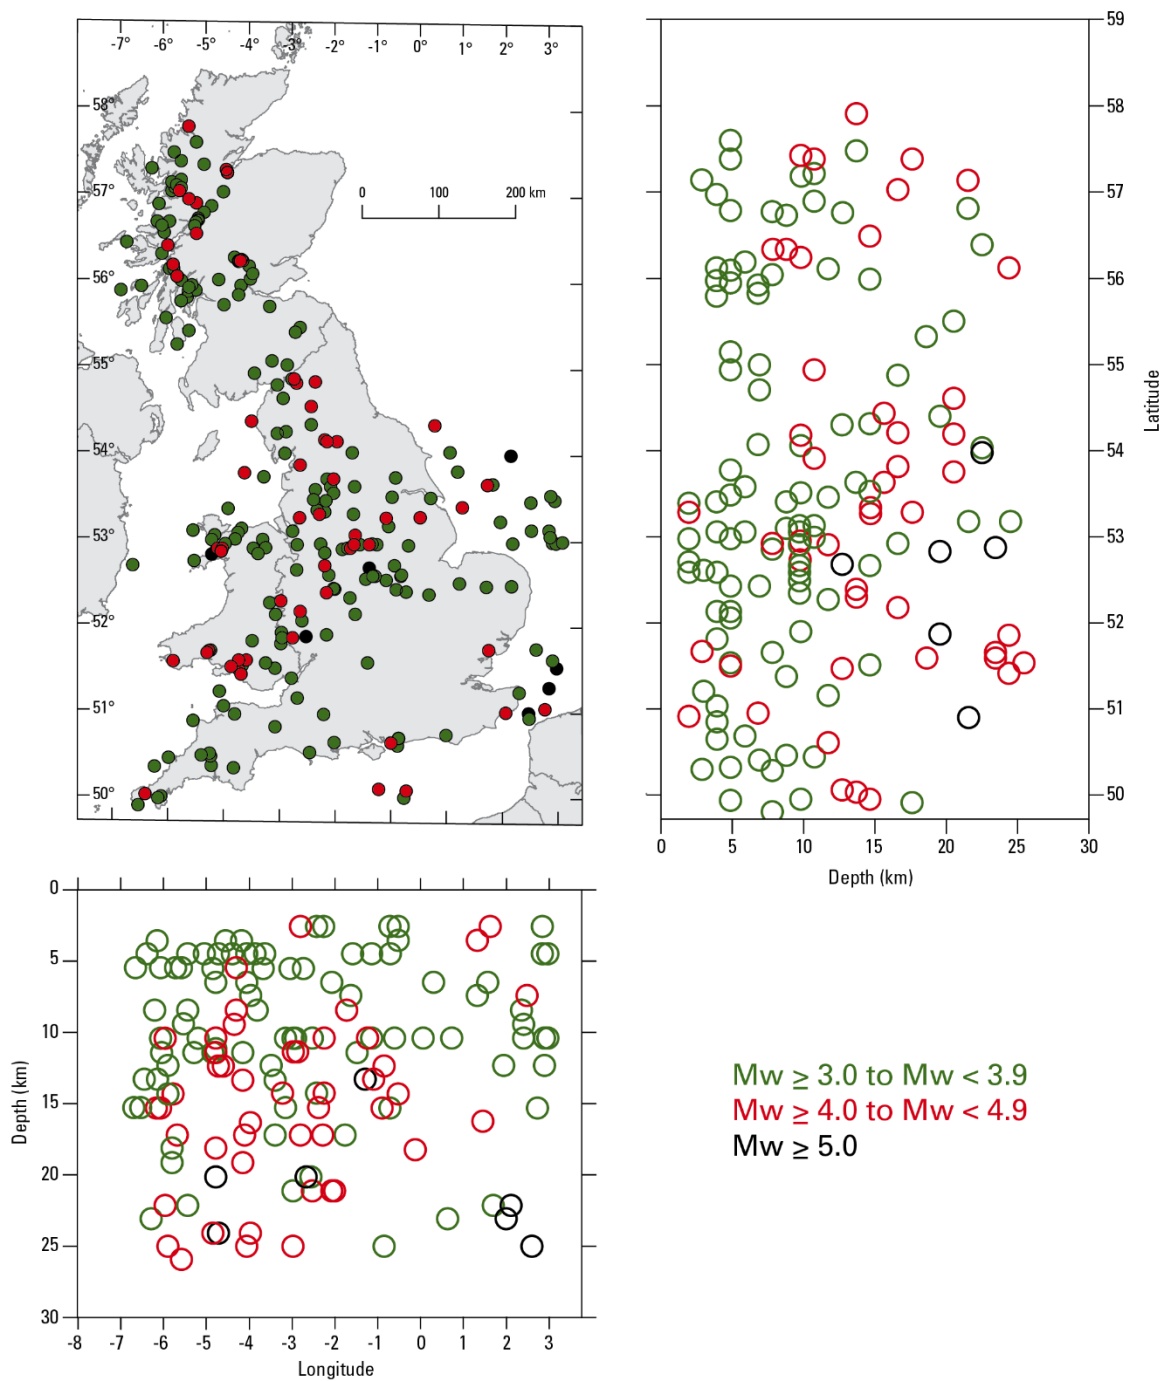 -7° -6° -5° -4° -3° -2° -1° 0° 1° 2° 3°
58°
57°
56°
55°
54°
53°
52°
51°
50°
0 100 200 km
59
58
57
56
55
54
53
52
51
50
Latitude
0 5 10 15 20 25 30
Depth (km)
0
5
10
15
20
25
30
Depth (km)
-8 -7 -6 -5 -4 -3 -2 -1 0 1 2 3
Longitude
Mw ≥ 3.0 to Mw < 3.9
Mw ≥ 4.0 to Mw < 4.9
Mw ≥ 5.0